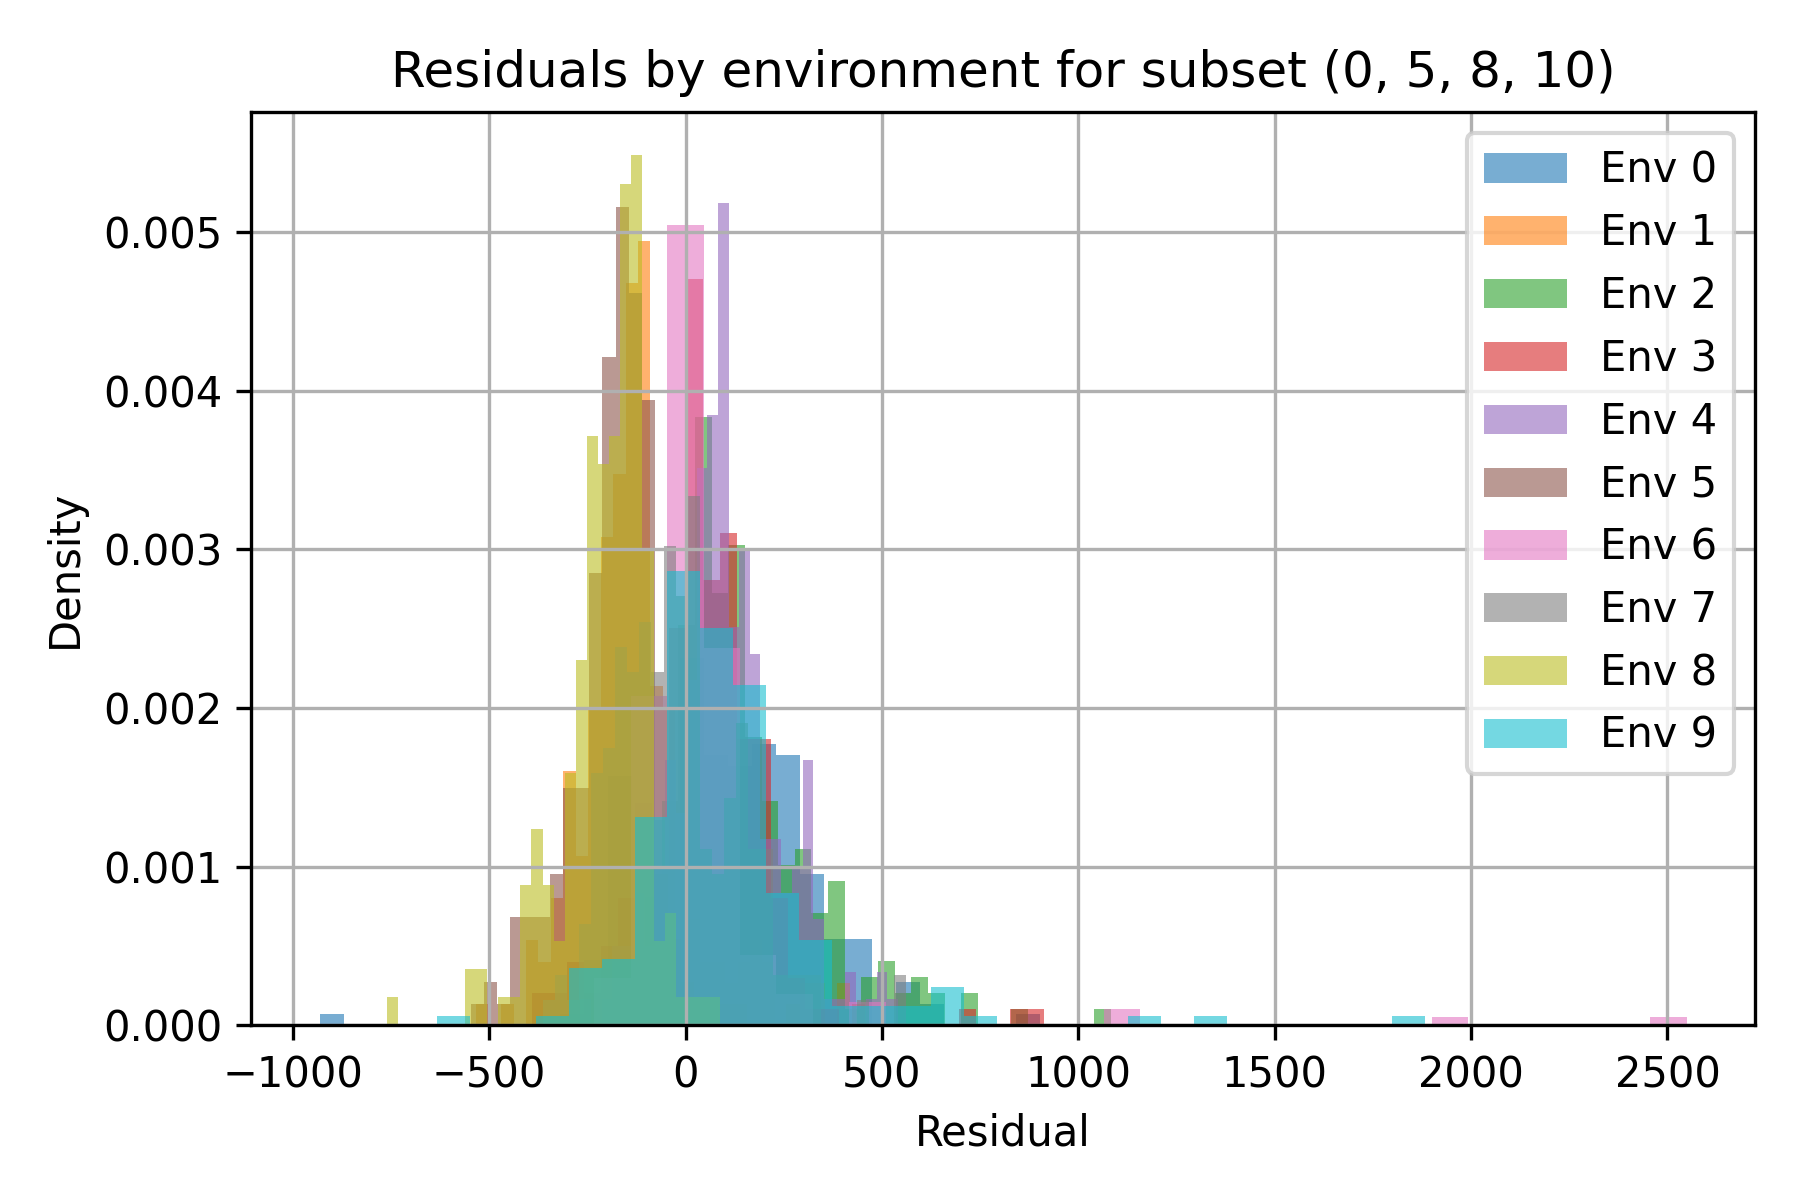 Residuals by environment for subset (0, 5, 8, 10)
Env 0
Env 1
Env 2
Env 3
Env 4
Env 5
Env 6
Env 7
Env 8
Env 9
Density
0.005
0.004
0.003
0.002
0.001
0.000
−1000 −500 0 500 1000 1500 2000 2500
Residual